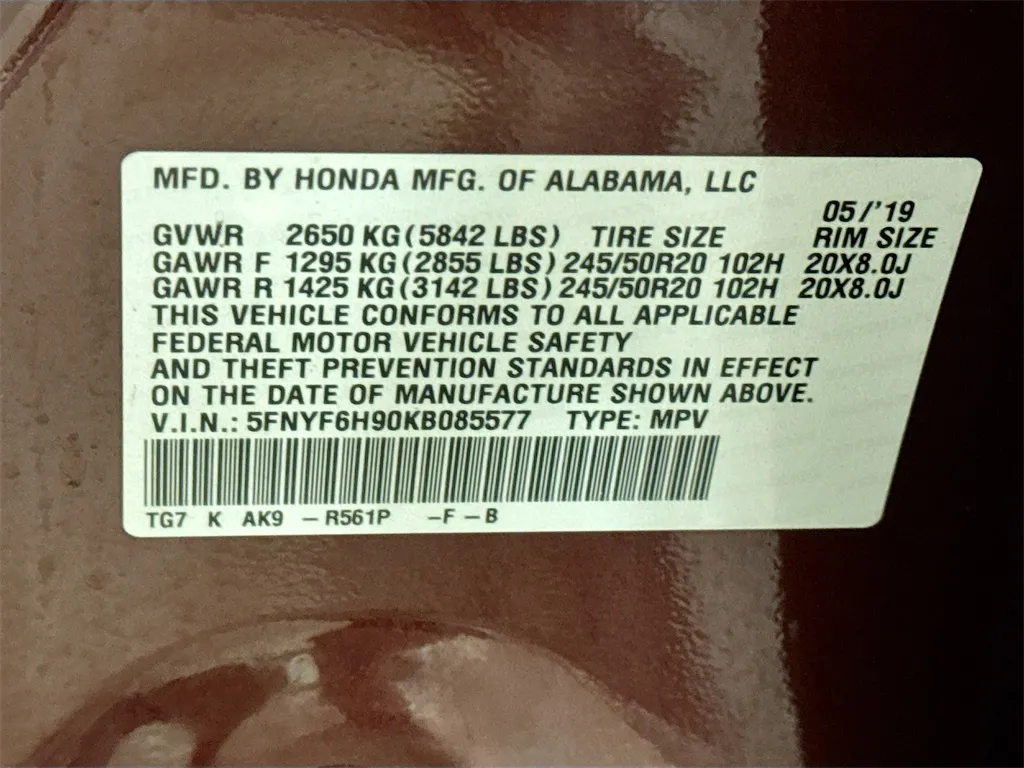 MFD. BY HONDA MFG. OF ALABAMA, LLC
05/'19
GVWR 2650 KG (5842 LBS) TIRE SIZE RIM SIZE
GAWR F 1295 KG (2855 LBS) 245/50R20 102H 20X8.0J
GAWR R 1425 KG (3142 LBS) 245/50R20 102H 20X8.0J
THIS VEHICLE CONFORMS TO ALL APPLICABLE
FEDERAL MOTOR VEHICLE SAFETY
AND THEFT PREVENTION STANDARDS IN EFFECT
ON THE DATE OF MANUFACTURE SHOWN ABOVE.
V.I.N.: 5FNYF6H90KB085577 TYPE: MPV
TG7 K AK9 -R561P -F-B